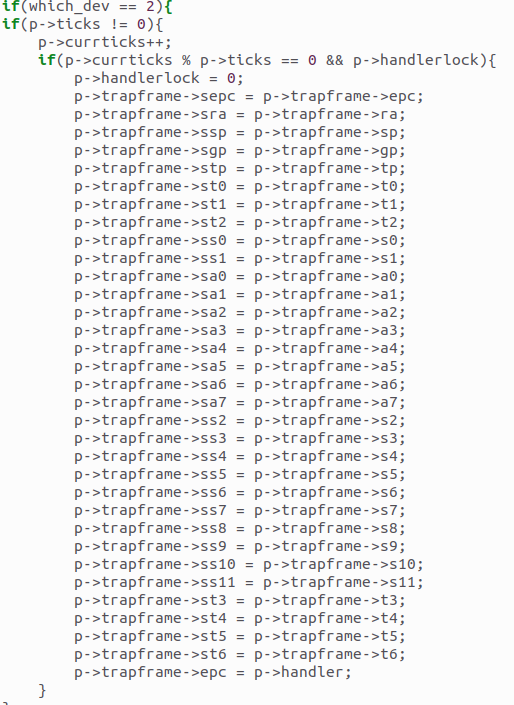 if(which_dev == 2){
if(p->ticks != 0){
    p->currticks++;
    if(p->currticks % p->ticks == 0 && p->handlerlock){
        p->handlerlock = 0;
        p->trapframe->sepc = p->trapframe->epc;
        p->trapframe->sra = p->trapframe->ra;
        p->trapframe->ssp = p->trapframe->sp;
        p->trapframe->sgp = p->trapframe->gp;
        p->trapframe->stp = p->trapframe->tp;
        p->trapframe->st0 = p->trapframe->t0;
        p->trapframe->st1 = p->trapframe->t1;
        p->trapframe->st2 = p->trapframe->t2;
        p->trapframe->ss0 = p->trapframe->s0;
        p->trapframe->ss1 = p->trapframe->s1;
        p->trapframe->sa0 = p->trapframe->a0;
        p->trapframe->sa1 = p->trapframe->a1;
        p->trapframe->sa2 = p->trapframe->a2;
        p->trapframe->sa3 = p->trapframe->a3;
        p->trapframe->sa4 = p->trapframe->a4;
        p->trapframe->sa5 = p->trapframe->a5;
        p->trapframe->sa6 = p->trapframe->a6;
        p->trapframe->sa7 = p->trapframe->a7;
        p->trapframe->ss2 = p->trapframe->s2;
        p->trapframe->ss3 = p->trapframe->s3;
        p->trapframe->ss4 = p->trapframe->s4;
        p->trapframe->ss5 = p->trapframe->s5;
        p->trapframe->ss6 = p->trapframe->s6;
        p->trapframe->ss7 = p->trapframe->s7;
        p->trapframe->ss8 = p->trapframe->s8;
        p->trapframe->ss9 = p->trapframe->s9;
        p->trapframe->ss10 = p->trapframe->s10;
        p->trapframe->ss11 = p->trapframe->s11;
        p->trapframe->st3 = p->trapframe->t3;
        p->trapframe->st4 = p->trapframe->t4;
        p->trapframe->st5 = p->trapframe->t5;
        p->trapframe->st6 = p->trapframe->t6;
        p->trapframe->epc = p->handler;
    }
}